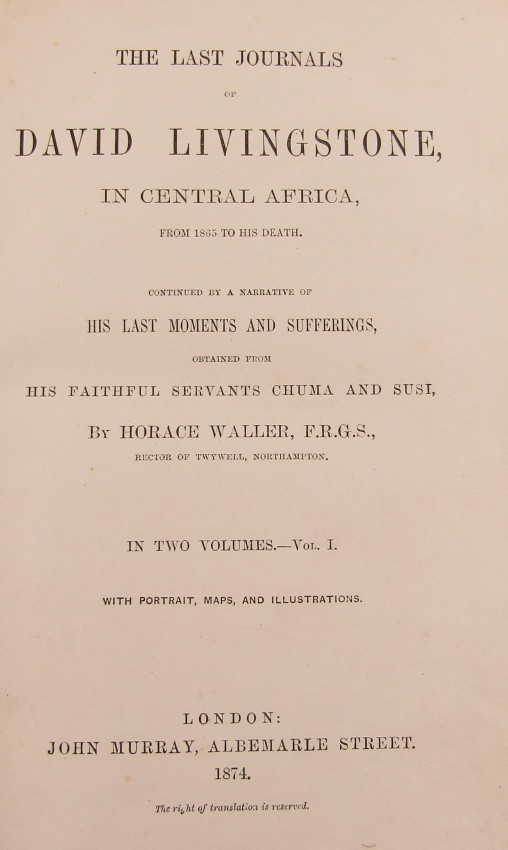 THE LAST JOURNALS
OF
DAVID LIVINGSTONE,
IN CENTRAL AFRICA,
FROM 1865 TO HIS DEATH.
CONTINUED BY A NARRATIVE OF
HIS LAST MOMENTS AND SUFFERINGS,
OBTAINED FROM
HIS FAITHFUL SERVANTS CHUMA AND SUSI,
BY HORACE WALLER, F.R.G.S.,
RECTOR OF TWYWELL, NORTHAMPTON.
IN TWO VOLUMES.—VOL. I.
WITH PORTRAIT, MAPS, AND ILLUSTRATIONS.
LONDON:
JOHN MURRAY, ALBEMARLE STREET.
1874.
The right of translation is reserved.